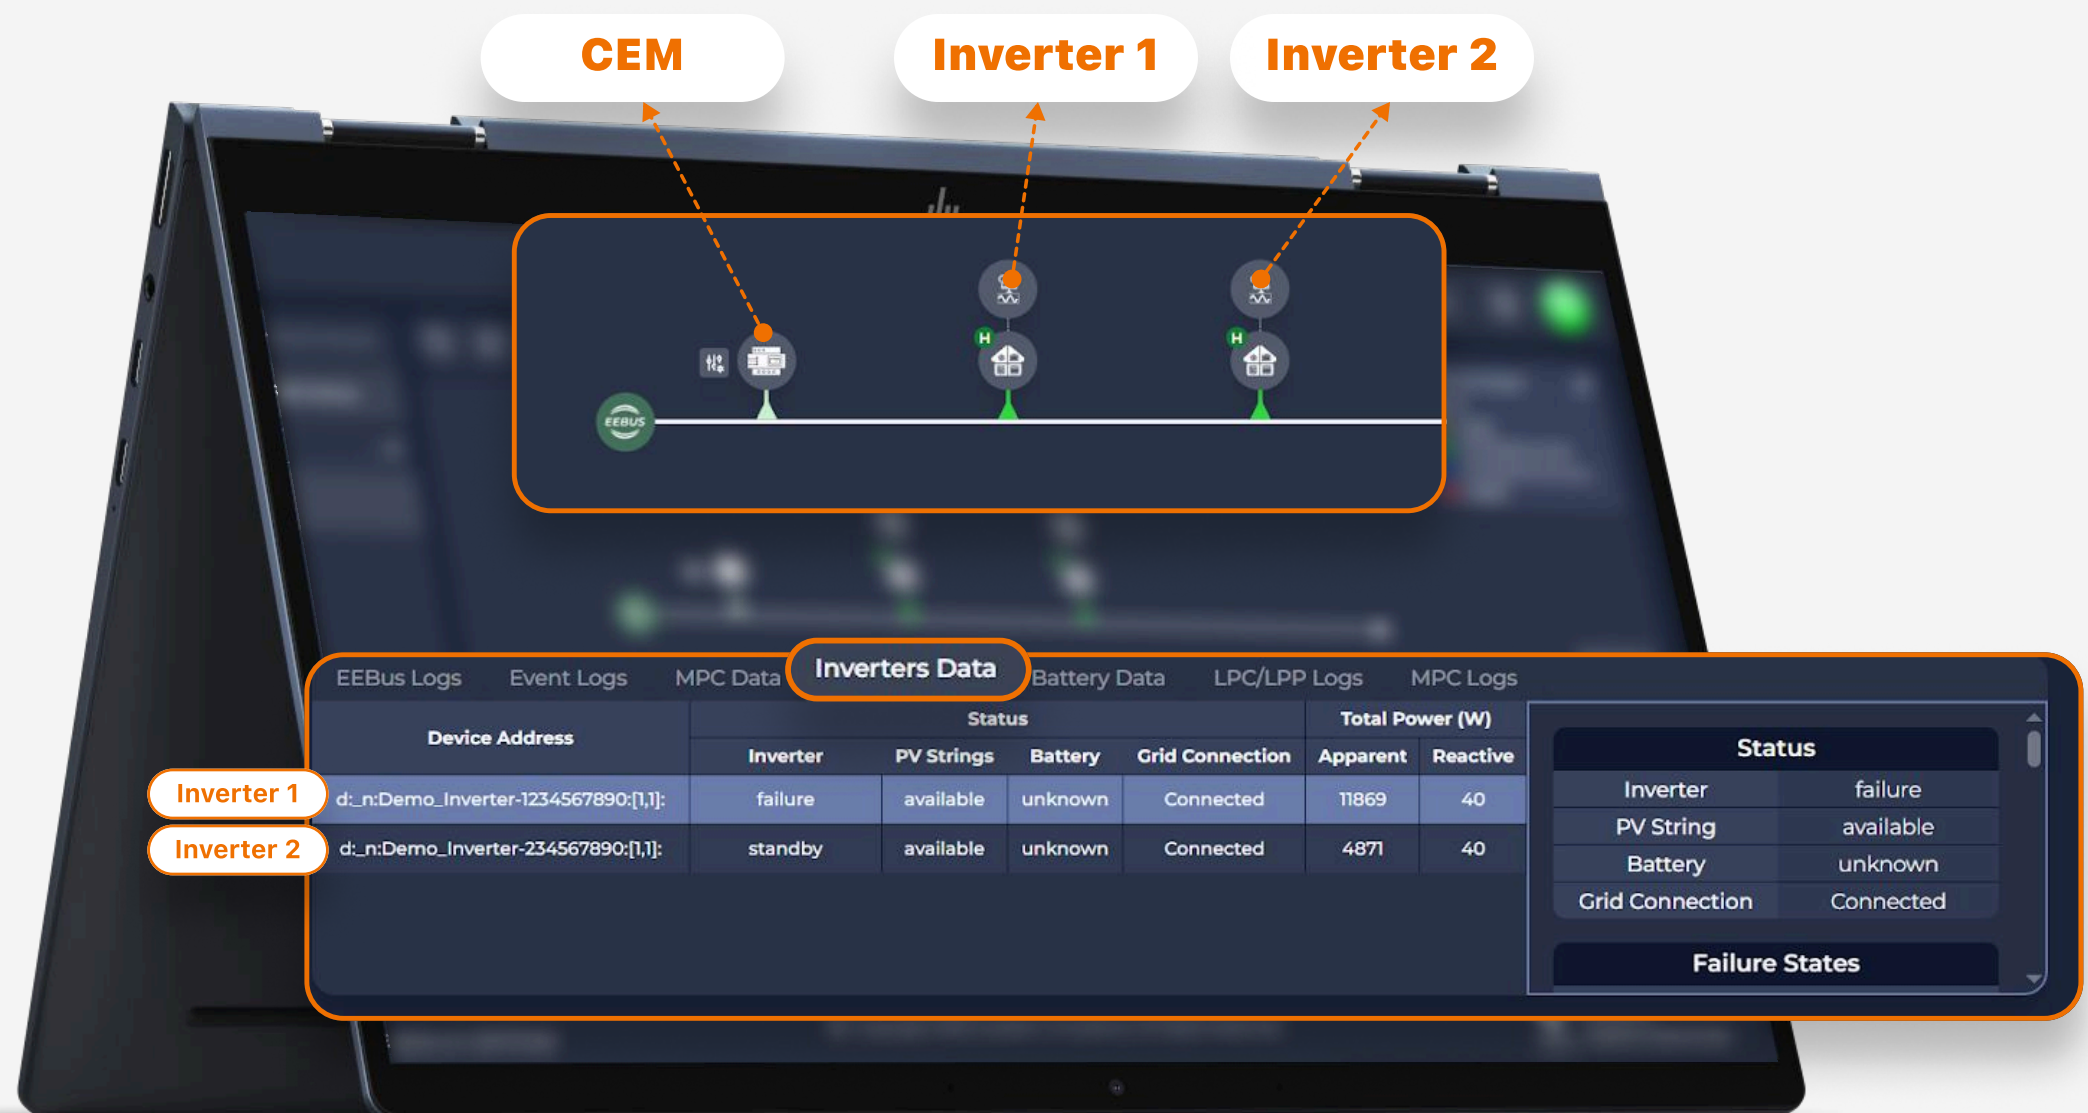 CEM
Inverter 1
Inverter 2
H
H
EEBUS
EEBus Logs
Event Logs
MPC Data
Inverters Data
Battery Data
LPC/LPP Logs
MPC Logs
Device Address
Status
Total Power (W)
Inverter
PV Strings
Battery
Grid Connection
Apparent
Reactive
Inverter 1
d:_n:Demo_Inverter-1234567890:[1,1]:
failure
available
unknown
Connected
11869
40
Inverter 2
d:_n:Demo_Inverter-234567890:[1,1]:
standby
available
unknown
Connected
4871
40
Status
Inverter
failure
PV String
available
Battery
unknown
Grid Connection
Connected
Failure States